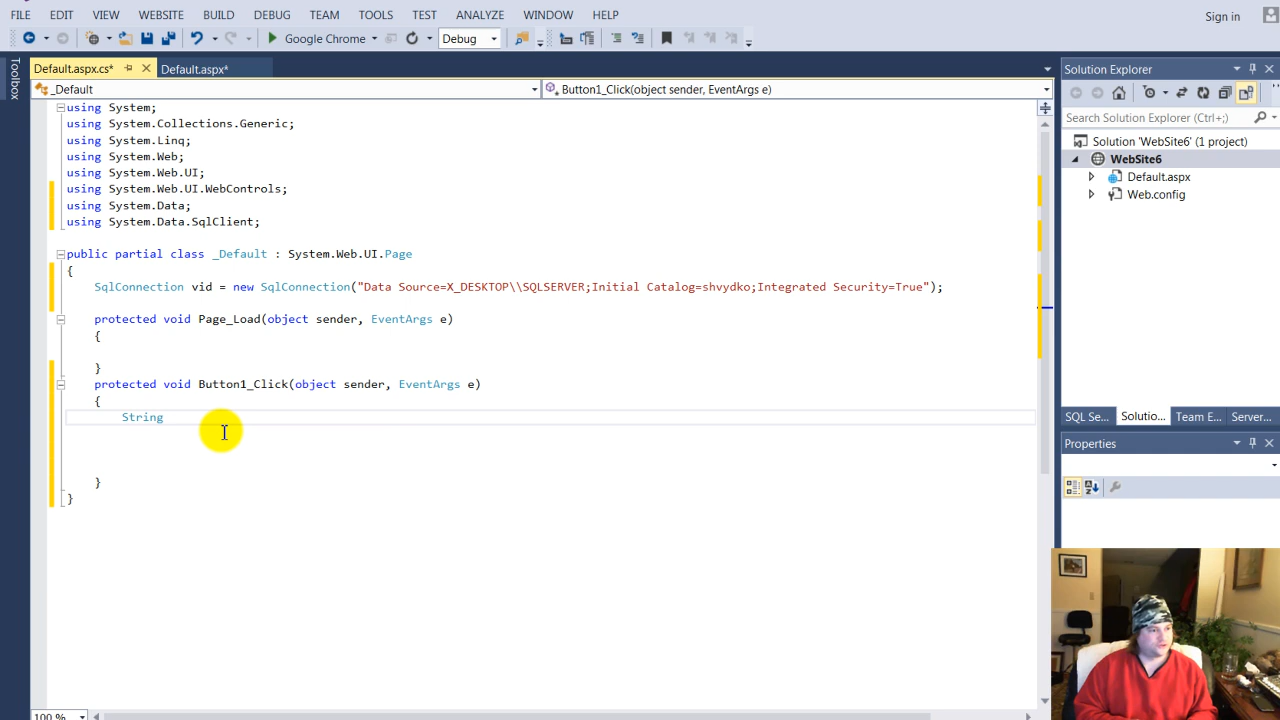 FILE EDIT VIEW WEBSITE BUILD DEBUG TEAM TOOLS TEST ANALYZE WINDOW HELP Sign in
Google Chrome Debug
Toolbox
Default.aspx.cs* Default.aspx*
_Default Button1_Click(object sender, EventArgs e)
using System;
using System.Collections.Generic;
using System.Linq;
using System.Web;
using System.Web.UI;
using System.Web.UI.WebControls;
using System.Data;
using System.Data.SqlClient;
public partial class _Default : System.Web.UI.Page
{
SqlConnection vid = new SqlConnection("Data Source=X_DESKTOP\\SQLSERVER;Initial Catalog=shvydko;Integrated Security=True");
protected void Page_Load(object sender, EventArgs e)
{
}
protected void Button1_Click(object sender, EventArgs e)
{
String
}
}
100 %
Solution Explorer
Search Solution Explorer (Ctrl+;)
Solution 'WebSite6' (1 project)
WebSite6
Default.aspx
Web.config
SQL Se... Solutio... Team E... Server...
Properties